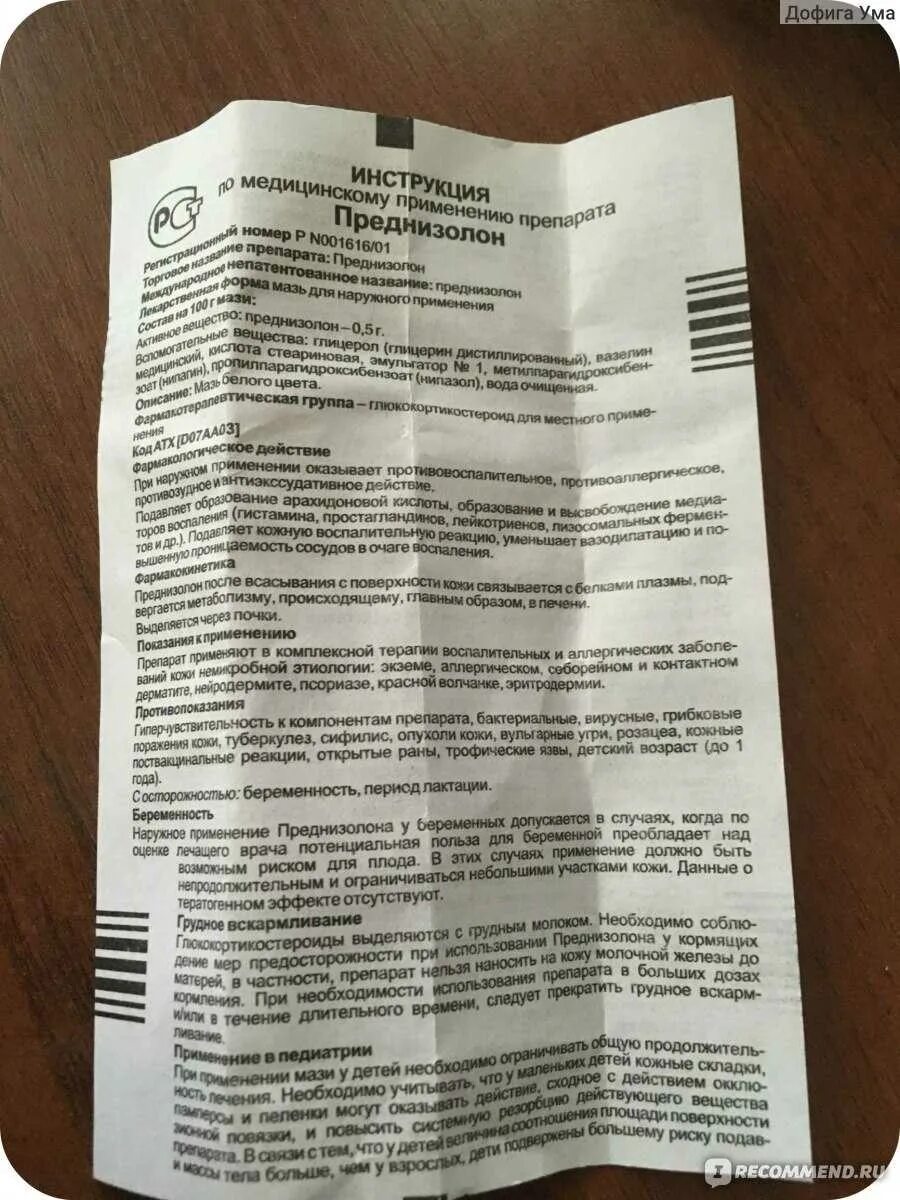 Дофига Ума
РСТ
ИНСТРУКЦИЯ
по медицинскому применению препарата
Преднизолон
Регистрационный номер Р N001616/01
Торговое название препарата: Преднизолон
Международное непатентованное название: преднизолон
Лекарственная форма мазь для наружного применения
Состав на 100 г мази:
Активное вещество: преднизолон – 0,5 г.
Вспомогательные вещества: глицерол (глицерин дистиллированный), вазелин
медицинский, кислота стеариновая, эмульгатор № 1, метилпарагидроксибен-
зоат (нипагин), пропилпарагидроксибензоат (нипазол), вода очищенная.
Описание: Мазь белого цвета.
Фармакотерапевтическая группа – глюкокортикостероид для местного приме-
нения
Код АТХ [D07AA03]
Фармакологическое действие
При наружном применении оказывает противовоспалительное, противоаллергическое,
противозудное и антиэкссудативное действие.
Подавляет образование арахидоновой кислоты, образование и высвобождение медиа-
торов воспаления (гистамина, простагландинов, лейкотриенов, лизосомальных фермен-
тов и др.). Подавляет кожную воспалительную реакцию, уменьшает вазодилатацию и по-
вышенную проницаемость сосудов в очаге воспаления.
Фармакокинетика
Преднизолон после всасывания с поверхности кожи связывается с белками плазмы, под-
вергается метаболизму, происходящему, главным образом, в печени.
Выделяется через почки.
Показания к применению
Препарат применяют в комплексной терапии воспалительных и аллергических заболе-
ваний кожи немикробной этиологии: экземе, аллергическом, себорейном и контактном
дерматите, нейродермите, псориазе, красной волчанке, эритродермии.
Противопоказания
Гиперчувствительность к компонентам препарата, бактериальные, вирусные, грибковые
поражения кожи, туберкулез, сифилис, опухоли кожи, вульгарные угри, розацеа, кожные
поствакцинальные реакции, открытые раны, трофические язвы, детский возраст (до 1
года).
С осторожностью: беременность, период лактации.
Беременность
Наружное применение Преднизолона у беременных допускается в случаях, когда по
оценке лечащего врача потенциальная польза для беременной преобладает над
возможным риском для плода. В этих случаях применение должно быть
непродолжительным и ограничиваться небольшими участками кожи. Данные о
тератогенном эффекте отсутствуют.
Грудное вскармливание
Глюкокортикостероиды выделяются с грудным молоком. Необходимо соблю-
дение мер предосторожности при использовании Преднизолона у кормящих
матерей, в частности, препарат нельзя наносить на кожу молочной железы до
кормления. При необходимости использования препарата в больших дозах
и/или в течение длительного времени, следует прекратить грудное вскарм-
ливание.
Применение в педиатрии
При применении мази у детей необходимо ограничивать общую продолжитель-
ность лечения. Необходимо учитывать, что у маленьких детей кожные складки,
памперсы и пеленки могут оказывать действие, сходное с действием окклю-
зионной повязки, и повысить системную резорбцию действующего вещества
препарата. В связи с тем, что у детей величина соотношения площади поверхности
и массы тела больше, чем у взрослых, дети подвержены большему риску подав-
IRECOMMEND.RU